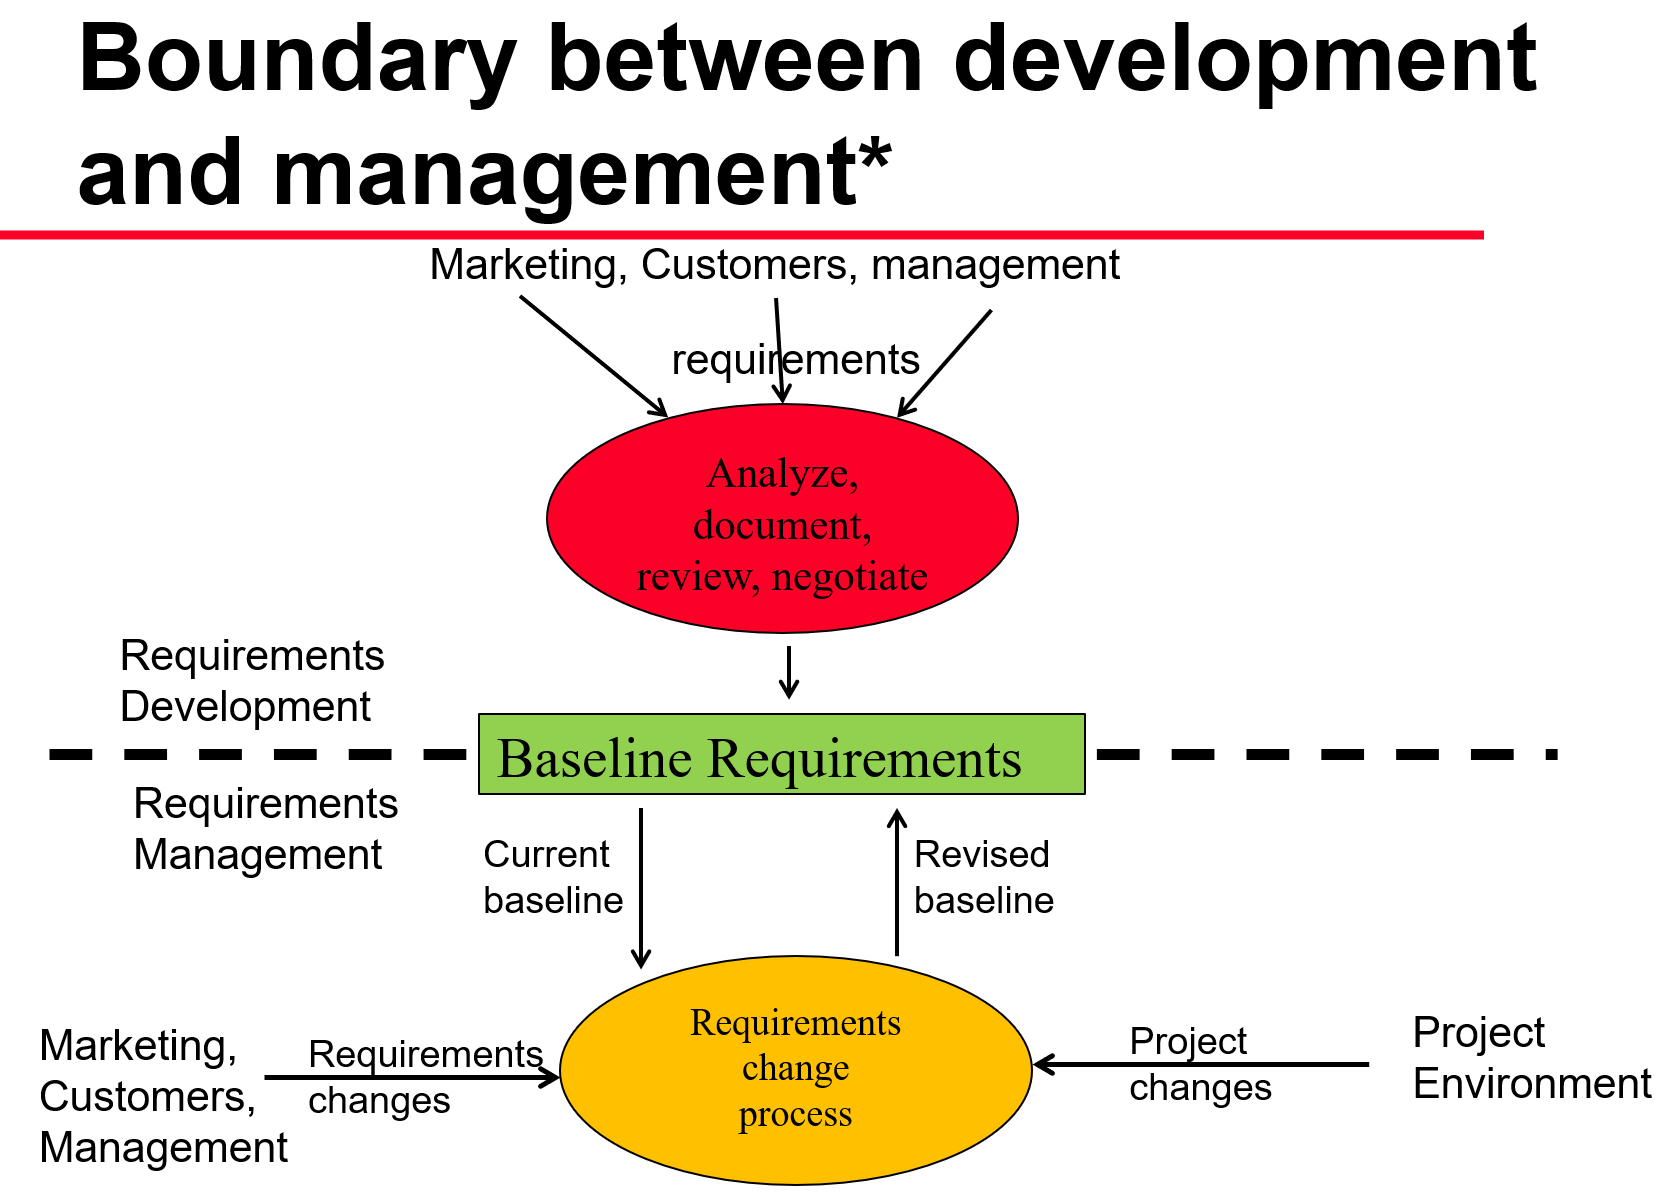 Boundary between development
and management*
Marketing, Customers, management
requirements
Analyze,
document,
review, negotiate
Requirements
Development
Baseline Requirements
Requirements
Management
Current
baseline
Revised
baseline
Marketing,
Customers,
Management
Requirements
changes
Requirements
change
process
Project
changes
Project
Environment